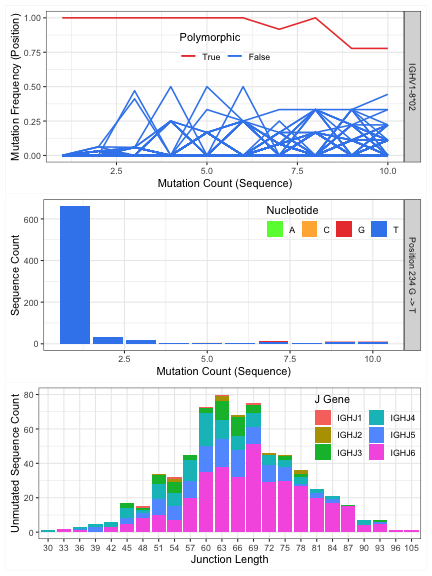 Mutation Frequency (Position)
1.00
0.75
0.50
0.25
0.00
Polymorphic
True False
IGHV1-8*02
2.5 5.0 7.5 10.0
Mutation Count (Sequence)
Sequence Count
600
400
200
0
Nucleotide
A C G T
Position 234 G -> T
2.5 5.0 7.5 10.0
Mutation Count (Sequence)
Unmutated Sequence Count
80
60
40
20
0
J Gene
IGHJ1 IGHJ4
IGHJ2 IGHJ5
IGHJ3 IGHJ6
30 33 36 39 42 45 48 51 54 57 60 63 66 69 72 75 78 81 84 87 90 93 96 105
Junction Length